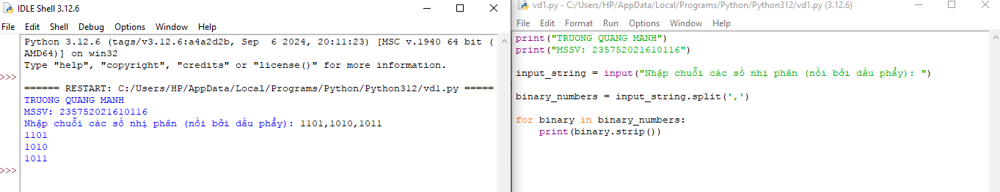 IDLE Shell 3.12.6
File Edit Shell Debug Options Window Help
Python 3.12.6 (tags/v3.12.6:a4a2d2b, Sep  6 2024, 20:11:23) [MSC v.1940 64 bit (
AMD64)] on win32
Type "help", "copyright", "credits" or "license()" for more information.
>>>
====== RESTART: C:/Users/HP/AppData/Local/Programs/Python/Python312/vd1.py =====
TRUONG QUANG MANH
MSSV: 235752021610116
Nhập chuỗi các số nhị phân (nối bởi dấu phẩy): 1101,1010,1011
1101
1010
1011
>>>
vd1.py - C:/Users/HP/AppData/Local/Programs/Python/Python312/vd1.py (3.12.6)
File Edit Format Run Options Window Help
print("TRUONG QUANG MANH")
print("MSSV: 235752021610116")
input_string = input("Nhập chuỗi các số nhị phân (nối bởi dấu phẩy): ")
binary_numbers = input_string.split(',')
for binary in binary_numbers:
    print(binary.strip())